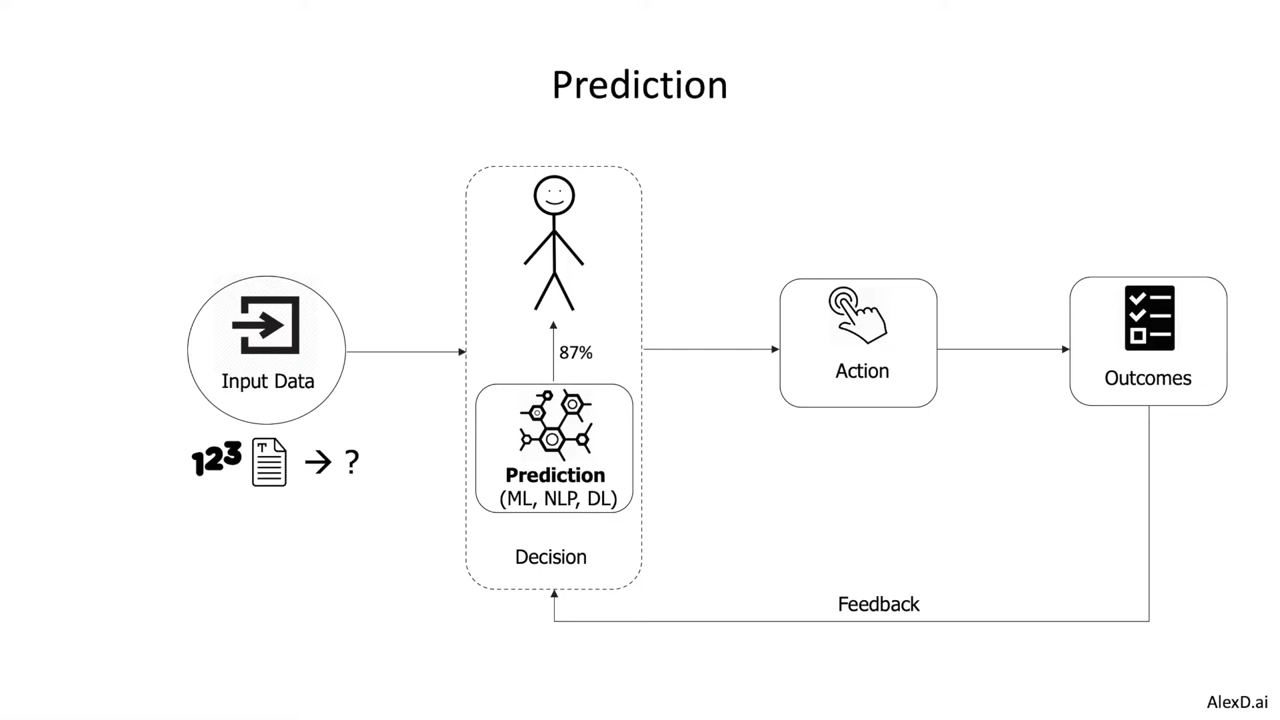 Prediction
87%
Input Data
123 T → ?
Prediction
(ML, NLP, DL)
Decision
Action
Outcomes
Feedback
AlexD.ai